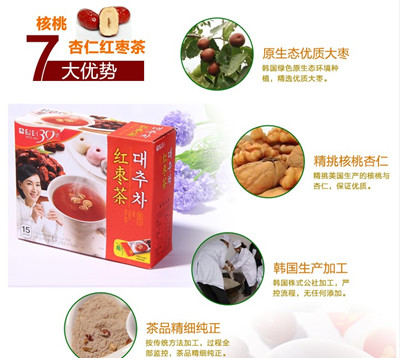 核桃
杏仁红枣茶
7大优势
原生态优质大枣
韩国绿色原生态环境种
植，精选优质大枣。
30
대추차
红枣茶
15
精挑核桃杏仁
精挑美国生产的核桃与
杏仁，保证优质。
韩国生产加工
韩国株式公社加工，严
控流程，无任何添加。
茶品精细纯正
按传统方法加工，过程全
部监控，茶品精细纯正。